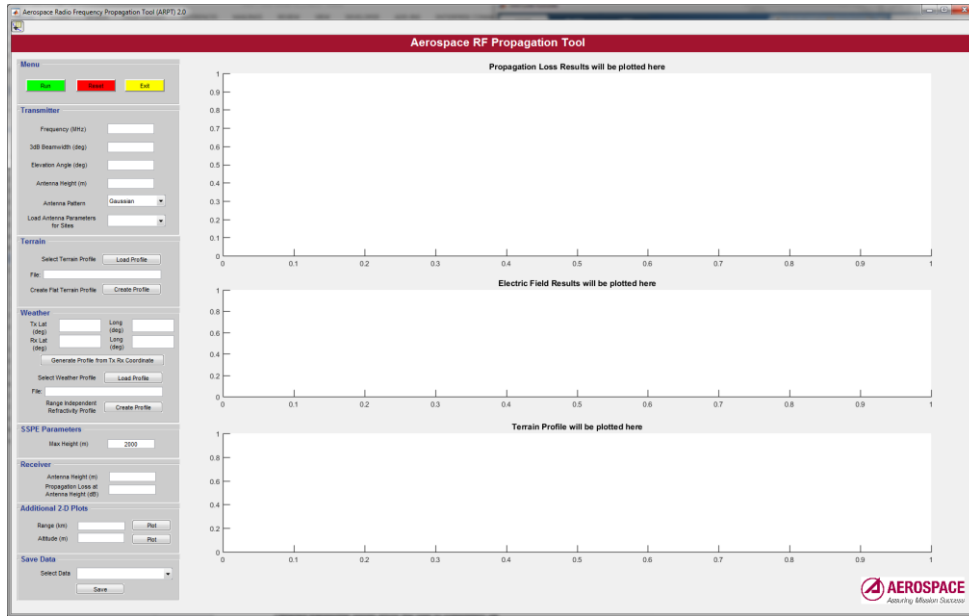 Aerospace Radio Frequency Propagation Tool (ARPT) 2.0
Aerospace RF Propagation Tool
Menu
Run
Reset
Exit
Transmitter
Frequency (MHz)
3dB Beamwidth (deg)
Elevation Angle (deg)
Antenna Height (m)
Antenna Pattern
Gaussian
Load Antenna Parameters
for Sites
Terrain
Select Terrain Profile
Load Profile
File:
Create Flat Terrain Profile
Create Profile
Weather
Tx Lat
(deg)
Long
(deg)
Rx Lat
(deg)
Long
(deg)
Generate Profile from Tx Rx Coordinate
Select Weather Profile
Load Profile
File:
Range Independent
Refractivity Profile
Create Profile
SSPE Parameters
Max Height (m)
2000
Receiver
Antenna Height (m)
Propagation Loss at
Antenna Height (dB)
Additional 2-D Plots
Range (km)
Plot
Altitude (m)
Plot
Save Data
Select Data
Save
Propagation Loss Results will be plotted here
1
0.9
0.8
0.7
0.6
0.5
0.4
0.3
0.2
0.1
0
0 0.1 0.2 0.3 0.4 0.5 0.6 0.7 0.8 0.9 1
Electric Field Results will be plotted here
1
0.8
0.6
0.4
0.2
0
0 0.1 0.2 0.3 0.4 0.5 0.6 0.7 0.8 0.9 1
Terrain Profile will be plotted here
1
0.8
0.6
0.4
0.2
0
0 0.1 0.2 0.3 0.4 0.5 0.6 0.7 0.8 0.9 1
AEROSPACE
Assuring Mission Success